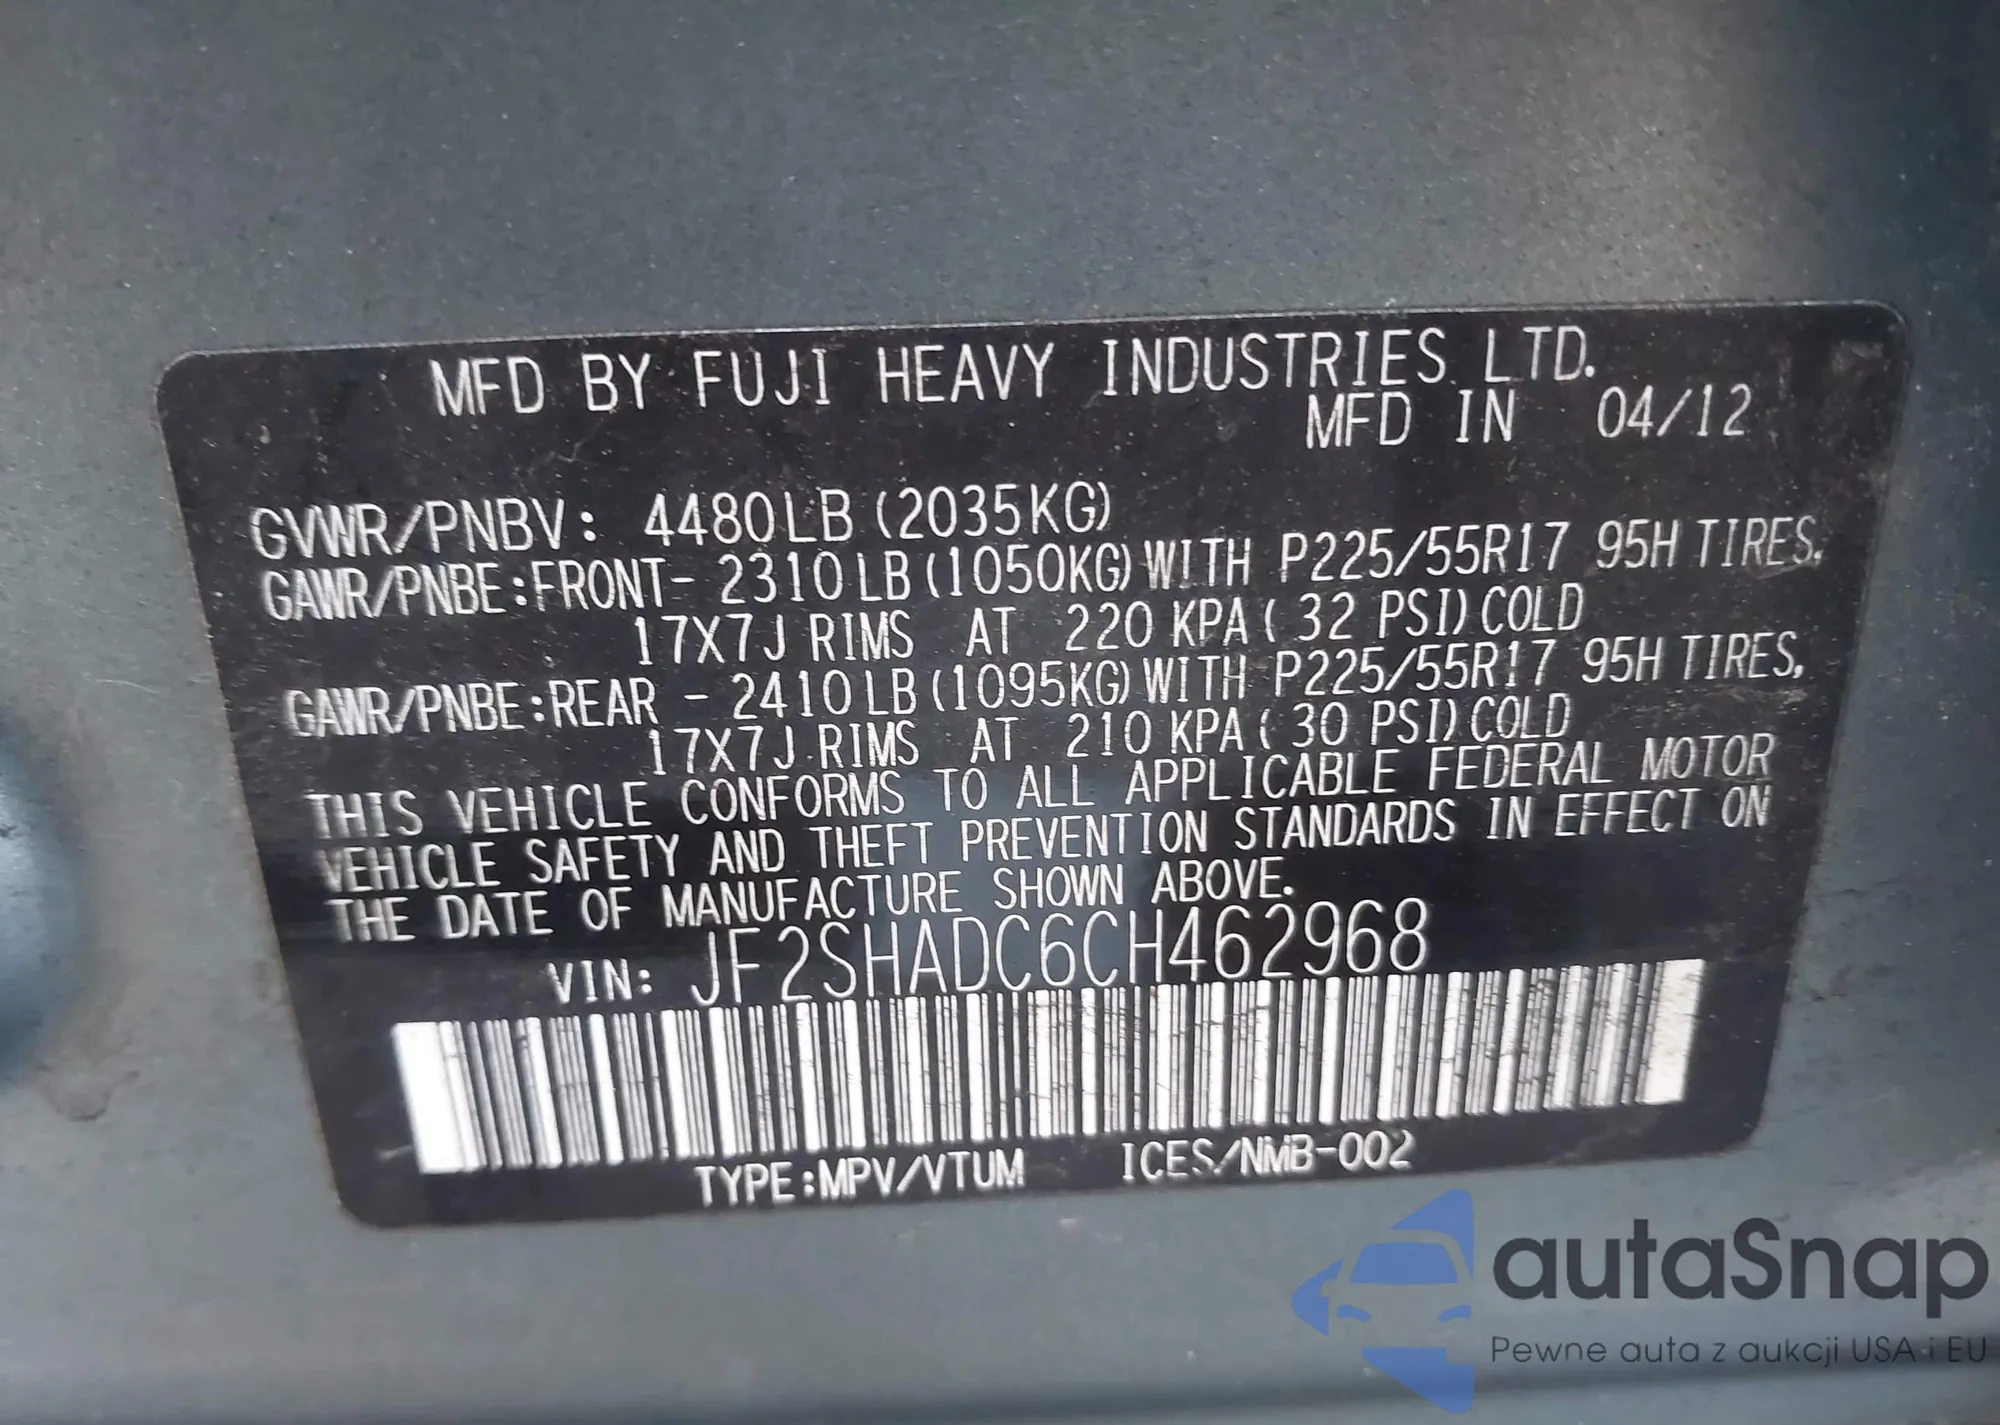 MFD BY FUJI HEAVY INDUSTRIES LTD.
MFD IN 04/12
GVWR/PNBV: 4480LB (2035KG)
GAWR/PNBE:FRONT- 2310LB (1050KG) WITH P225/55R17 95H TIRES,
17X7J RIMS AT 220 KPA ( 32 PSI) COLD
GAWR/PNBE:REAR - 2410LB (1095KG) WITH P225/55R17 95H TIRES,
17X7J RIMS AT 210 KPA ( 30 PSI) COLD
THIS VEHICLE CONFORMS TO ALL APPLICABLE FEDERAL MOTOR
VEHICLE SAFETY AND THEFT PREVENTION STANDARDS IN EFFECT ON
THE DATE OF MANUFACTURE SHOWN ABOVE.
VIN: JF2SHADC6CH462968
TYPE:MPV/VTUM ICES/NMB-002
autaSnap
Pewne auta z aukcji USA i EU